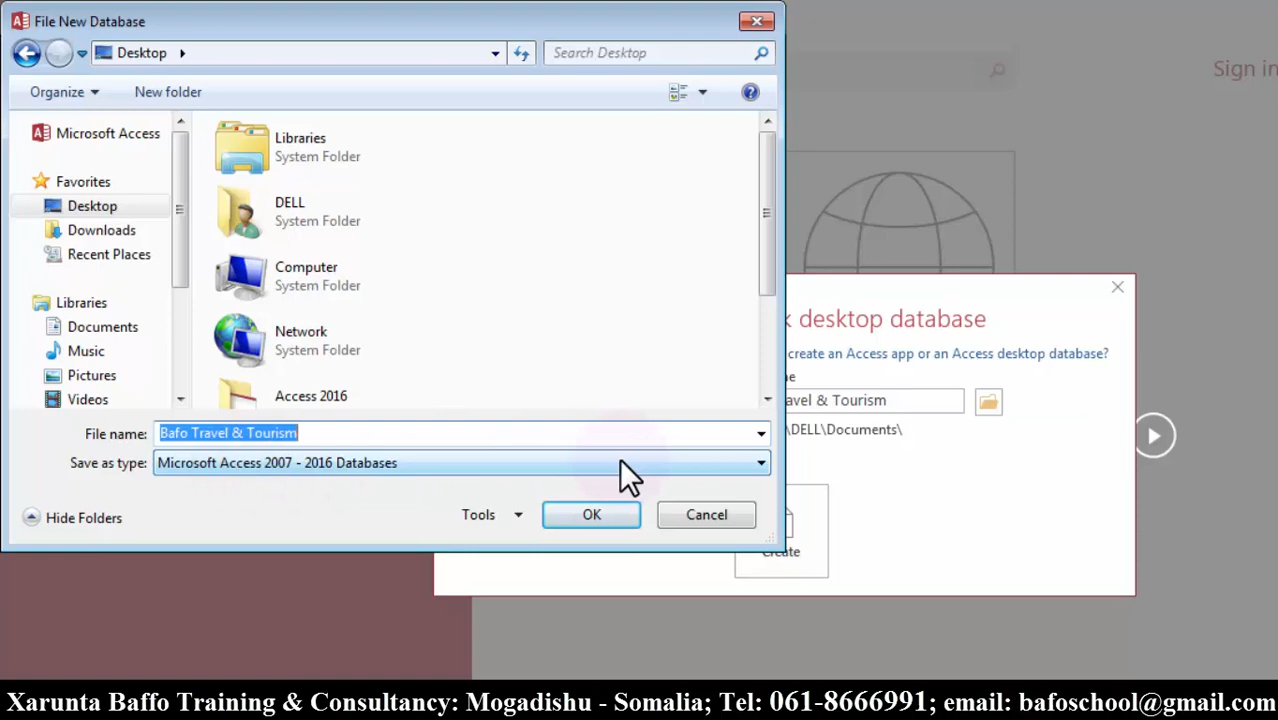 File New Database
Desktop
Search Desktop
Sign in
Organize
New folder
Microsoft Access
Favorites
Desktop
Downloads
Recent Places
Libraries
Documents
Music
Pictures
Videos
Libraries
System Folder
DELL
System Folder
Computer
System Folder
Network
System Folder
Access 2016
k desktop database
create an Access app or an Access desktop database?
me
avel & Tourism
\DELL\Documents\
Create
File name: Bafo Travel & Tourism
Save as type: Microsoft Access 2007 - 2016 Databases
Hide Folders
Tools
OK
Cancel
Xarunta Baffo Training & Consultancy: Mogadishu - Somalia; Tel: 061-8666991; email: bafoschool@gmail.com